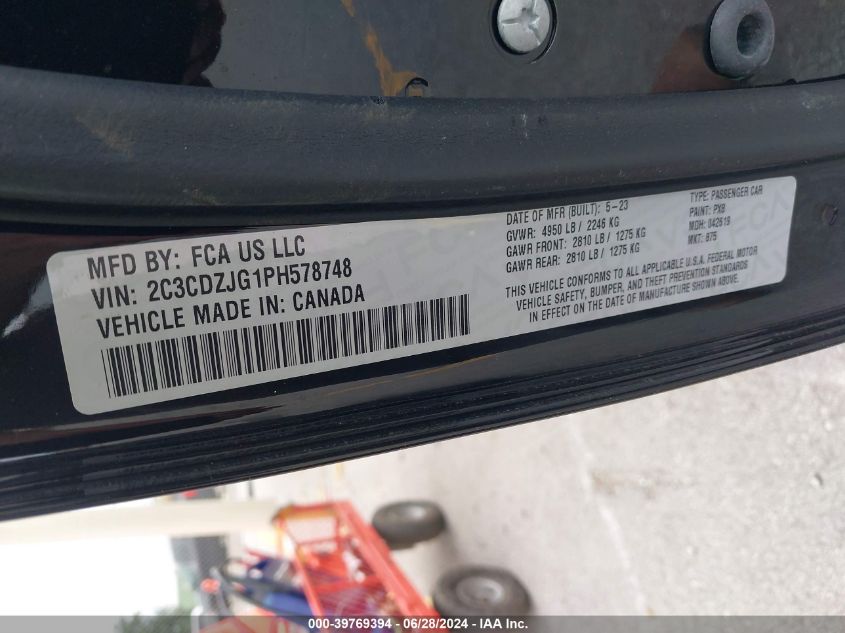 MFD BY: FCA US LLC
VIN: 2C3CDZJG1PH578748
VEHICLE MADE IN: CANADA
DATE OF MFR (BUILT): 5-23
GVWR: 4950 LB / 2246 KG
GAWR FRONT: 2810 LB / 1275 KG
GAWR REAR: 2810 LB / 1275 KG
TYPE: PASSENGER CAR
PAINT: PX8
MDH: 042619
MKT: 875
THIS VEHICLE CONFORMS TO ALL APPLICABLE U.S.A. FEDERAL MOTOR
VEHICLE SAFETY, BUMPER, AND THEFT PREVENTION STANDARDS
IN EFFECT ON THE DATE OF MANUFACTURE SHOWN ABOVE.
000-39769394 - 06/28/2024 - IAA Inc.